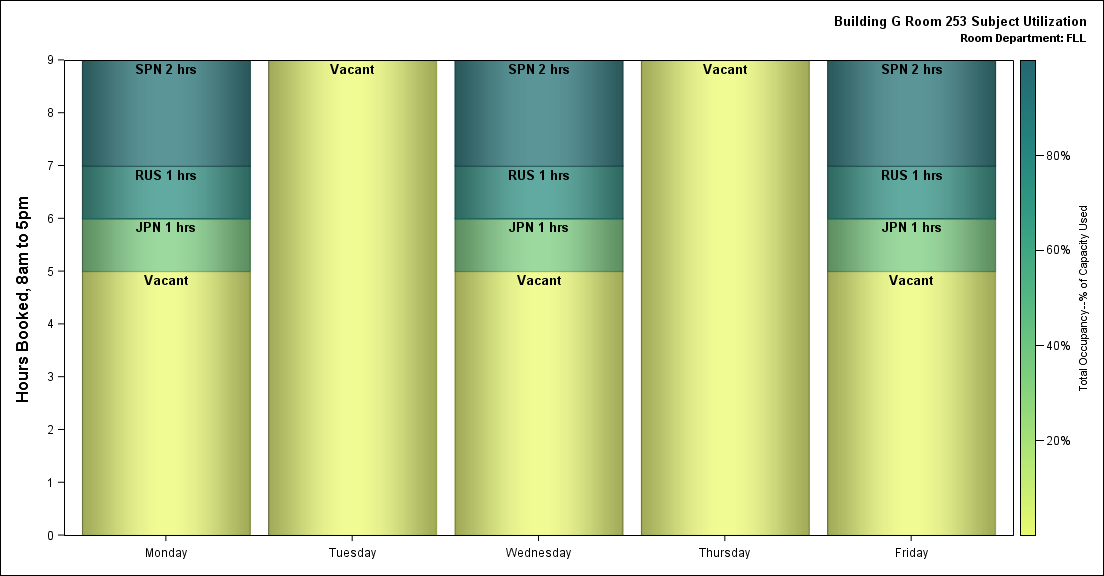 Building G Room 253 Subject Utilization
Room Department: FLL
Hours Booked, 8am to 5pm
9
8
7
6
5
4
3
2
1
0
SPN 2 hrs
RUS 1 hrs
JPN 1 hrs
Vacant
Vacant
SPN 2 hrs
RUS 1 hrs
JPN 1 hrs
Vacant
Vacant
SPN 2 hrs
RUS 1 hrs
JPN 1 hrs
Vacant
Monday
Tuesday
Wednesday
Thursday
Friday
80%
60%
40%
20%
Total Occupancy--% of Capacity Used